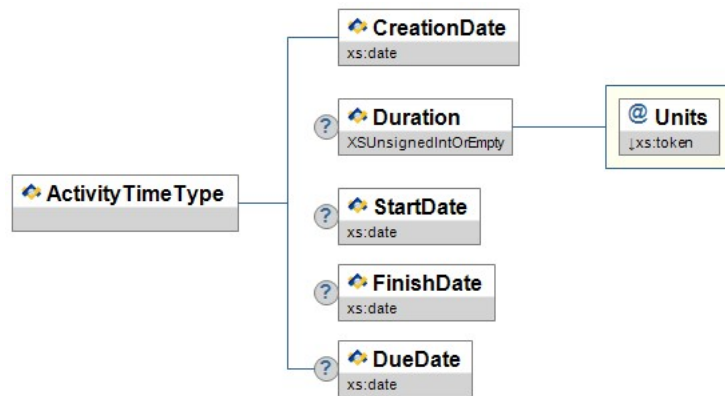 CreationDate
xs:date
? Duration
XSUnsignedIntOrEmpty
@ Units
↓xs:token
ActivityTimeType
? StartDate
xs:date
? FinishDate
xs:date
? DueDate
xs:date